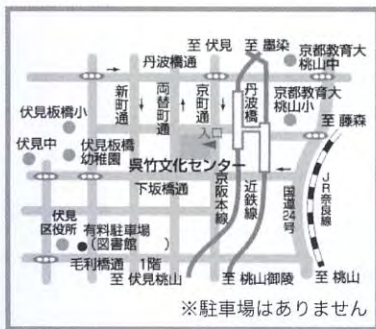 至 伏見
至 墨染
京都教育大
桃山中
丹波橋通
新町通
両替町通
京町通
丹波橋
京都教育大
桃山小
至 藤森
伏見板橋小
入口
伏見中
伏見板橋
幼稚園
呉竹文化センター
下坂橋通
京阪本線
近鉄線
国道24号
JR奈良線
伏見
区役所
有料駐車場
(図書館 )
1階
毛利橋通
至 伏見桃山
至 桃山御陵
至 桃山
※駐車場はありません